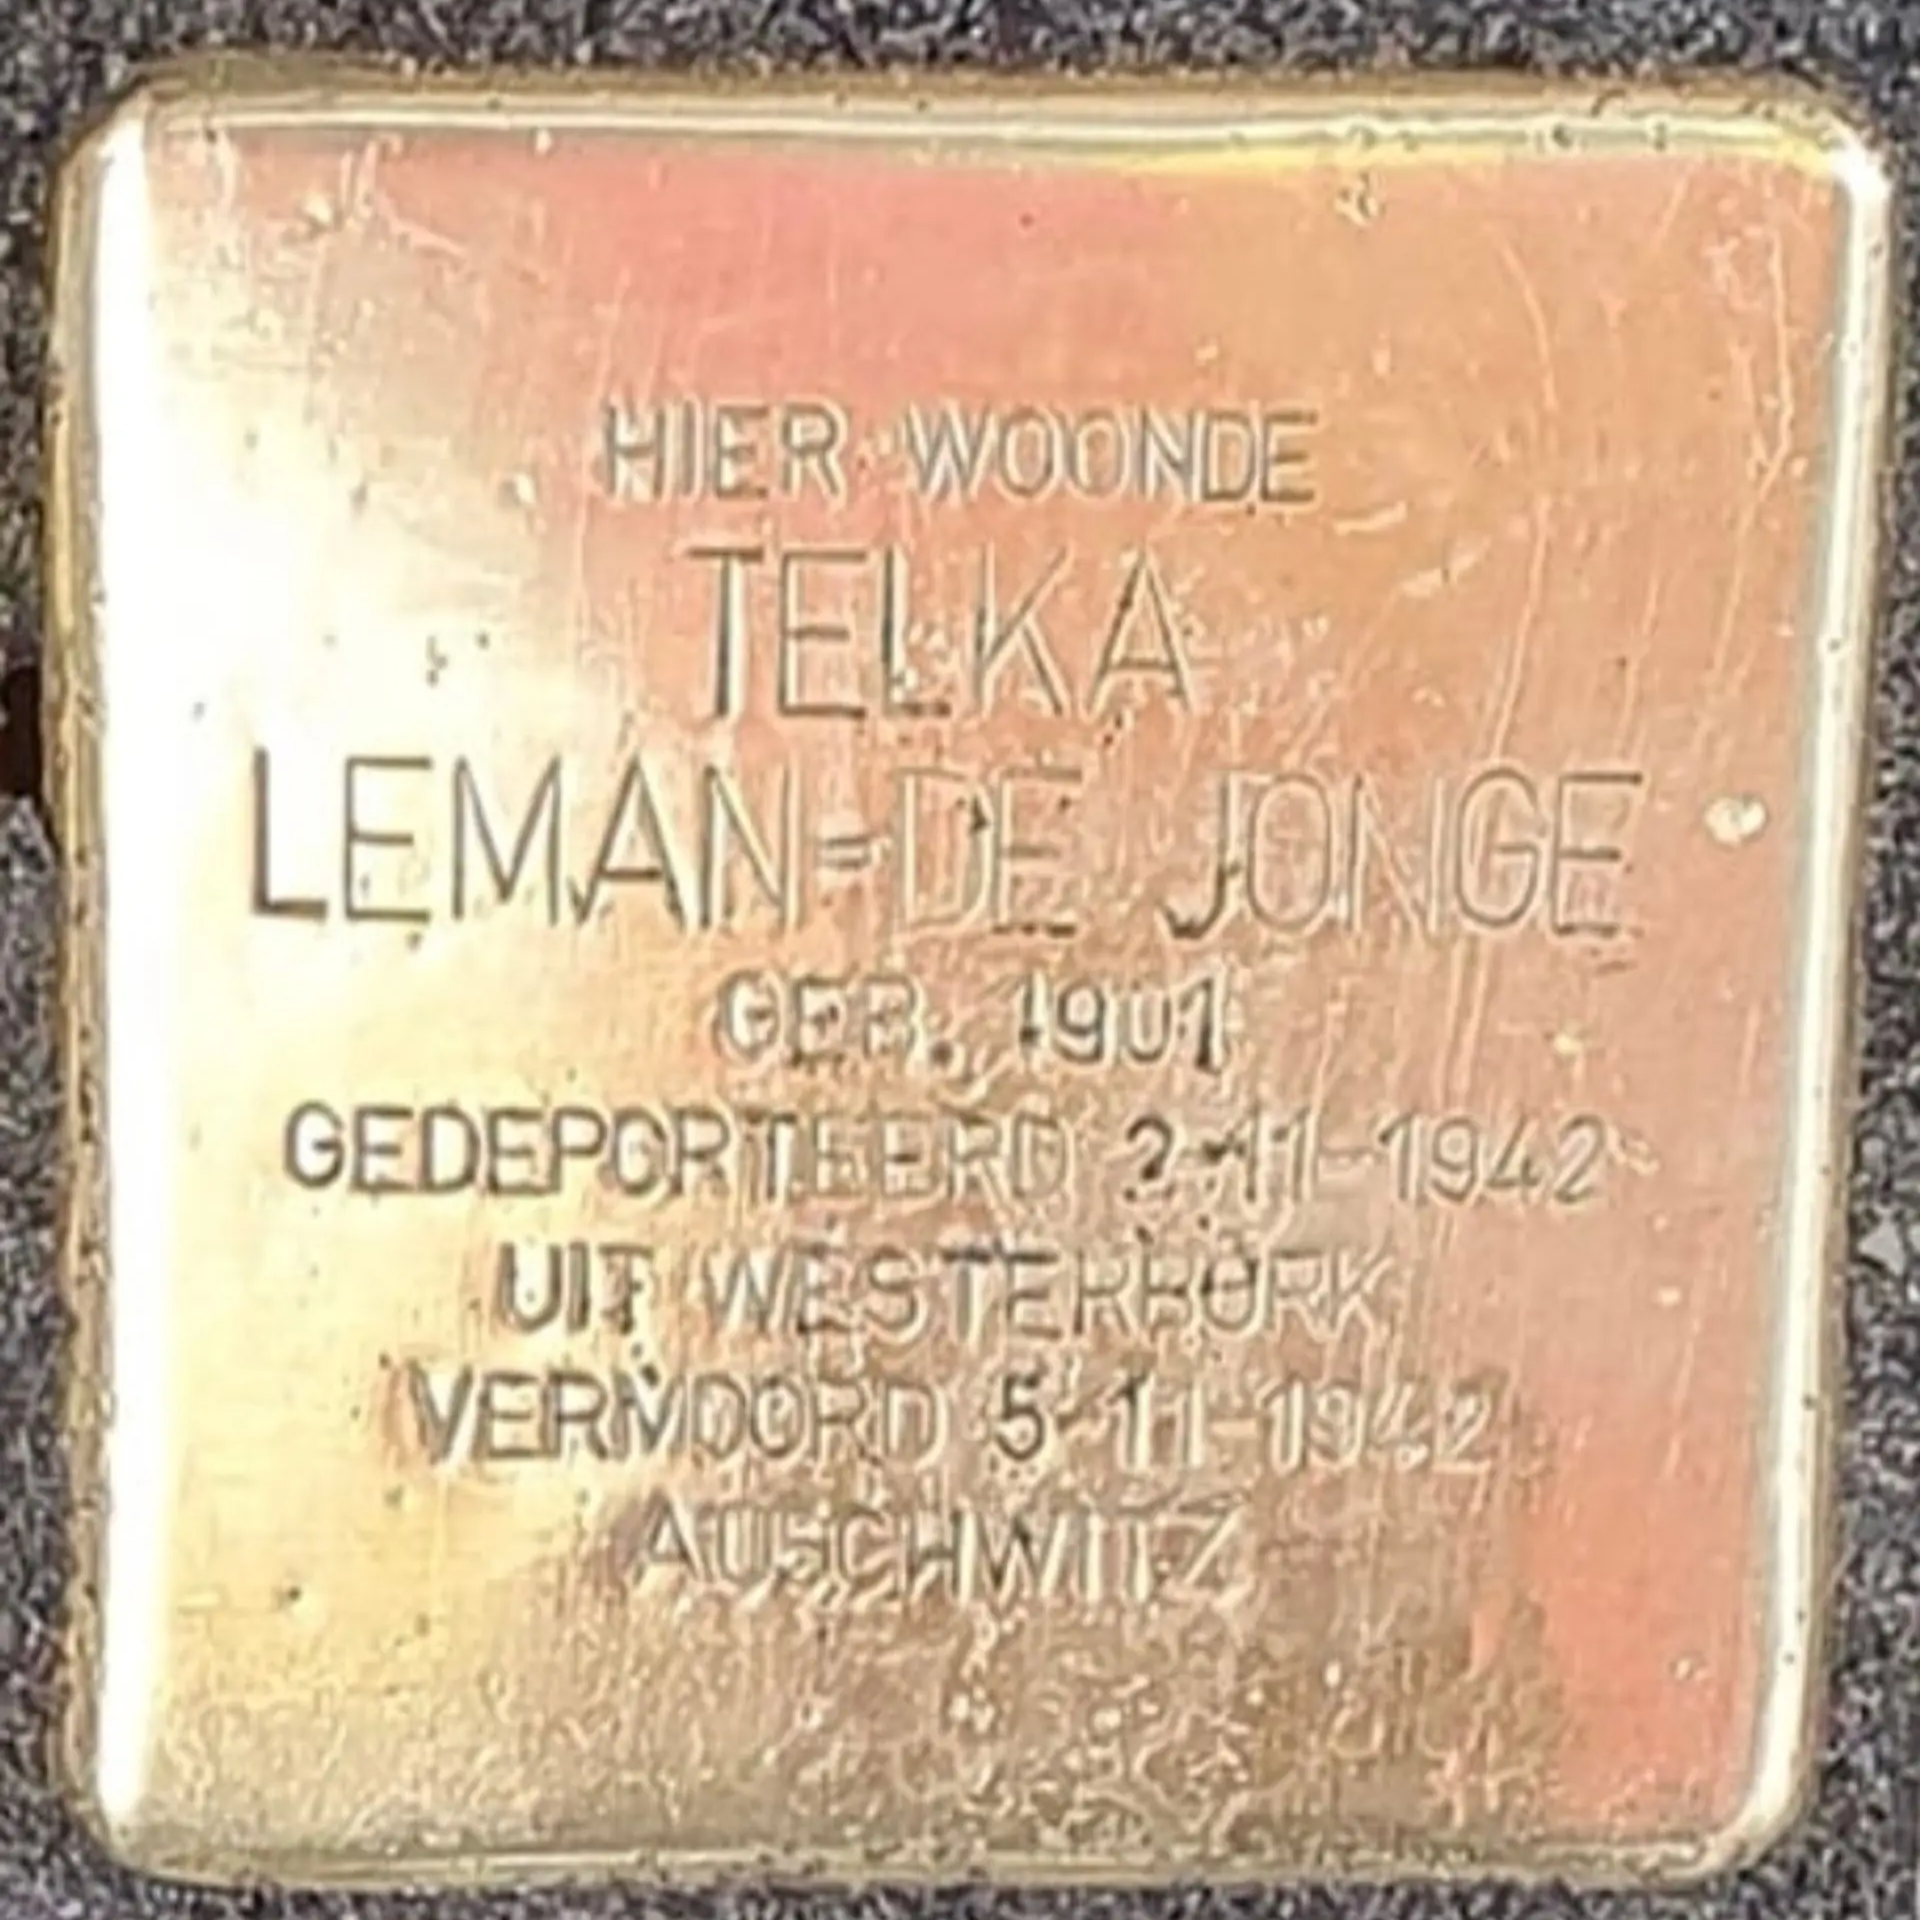 HIER WOONDE
TELKA
LEMAN-DE JONGE
GEB. 1901
GEDEPORTEERD 2-11-1942
UIT WESTERBORK
VERMOORD 5-11-1942
AUSCHWITZ